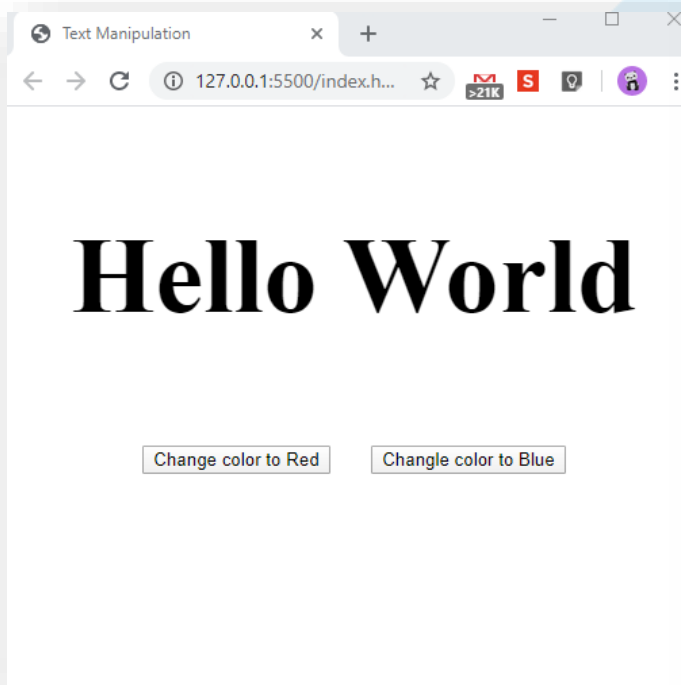 Text Manipulation
127.0.0.1:5500/index.h...
>21K
S
Hello World
Change color to Red
Changle color to Blue